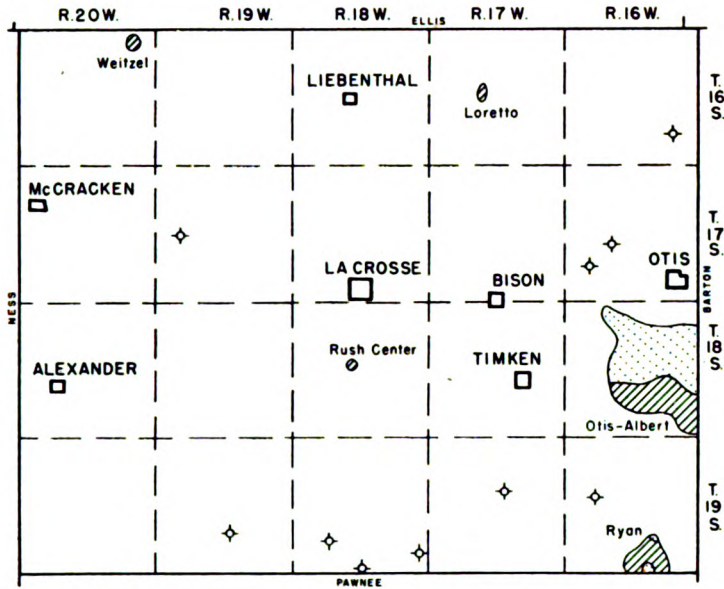 R.20W. R.19W. R.18W. R.17W. R.16W.
ELLIS
Weitzel
LIEBENTHAL
Loretto
T.
16
S.
McCRACKEN
T.
17
S.
LA CROSSE
BISON
OTIS
NESS
BARTON
ALEXANDER
Rush Center
TIMKEN
T.
18
S.
Otis-Albert
T.
19
S.
Ryan
PAWNEE